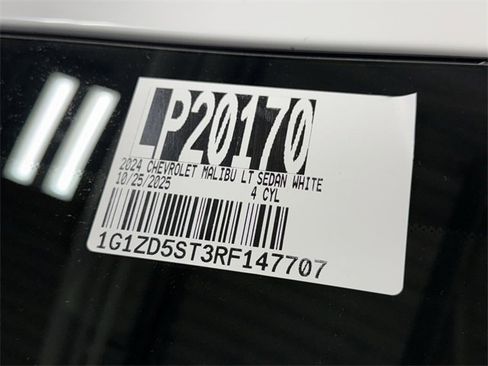 LP20170
2024 CHEVROLET MALIBU LT SEDAN WHITE
10/25/2025 4 CYL
1G1ZD5ST3RF147707